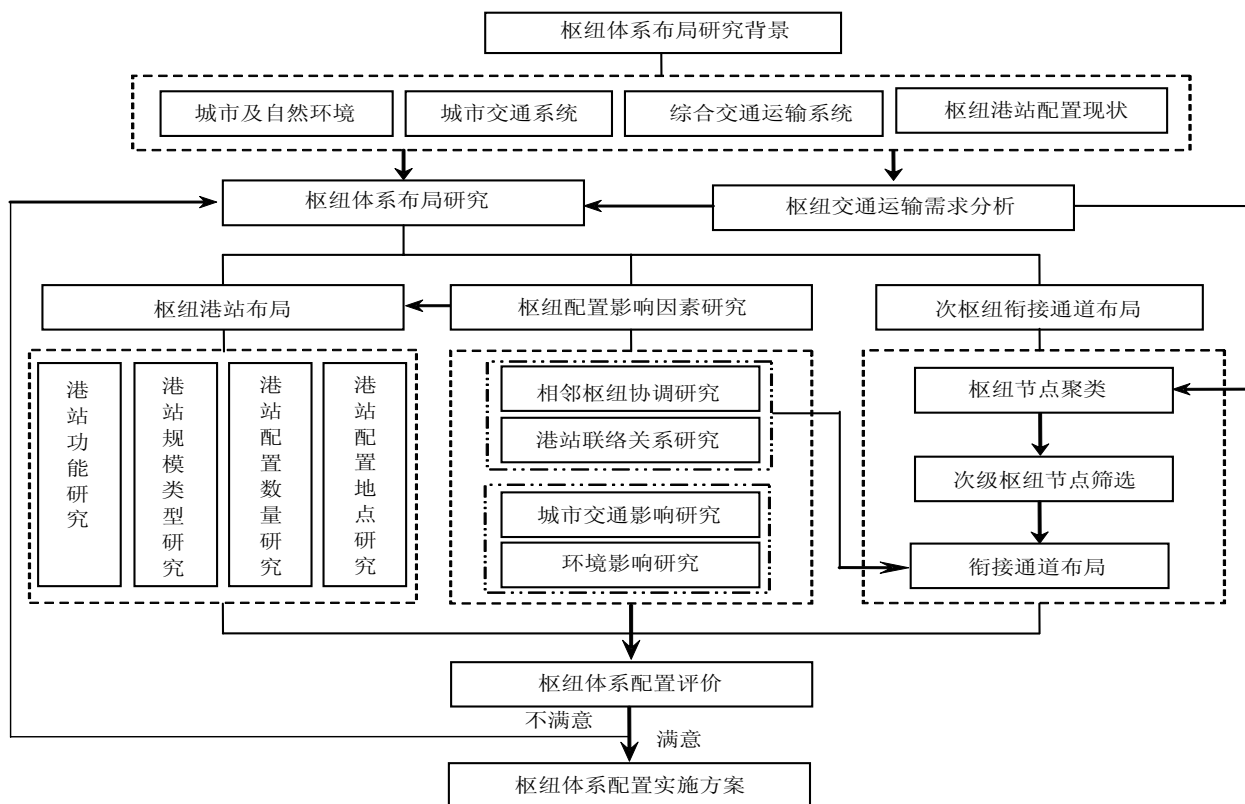 枢纽体系布局研究背景
城市及自然环境
城市交通系统
综合交通运输系统
枢纽港站配置现状
枢纽体系布局研究
枢纽交通运输需求分析
枢纽港站布局
枢纽配置影响因素研究
次枢纽衔接通道布局
港站功能研究
港站规模类型研究
港站配置数量研究
港站配置地点研究
相邻枢纽协调研究
港站联络关系研究
城市交通影响研究
环境影响研究
枢纽节点聚类
次级枢纽节点筛选
衔接通道布局
枢纽体系配置评价
不满意
满意
枢纽体系配置实施方案